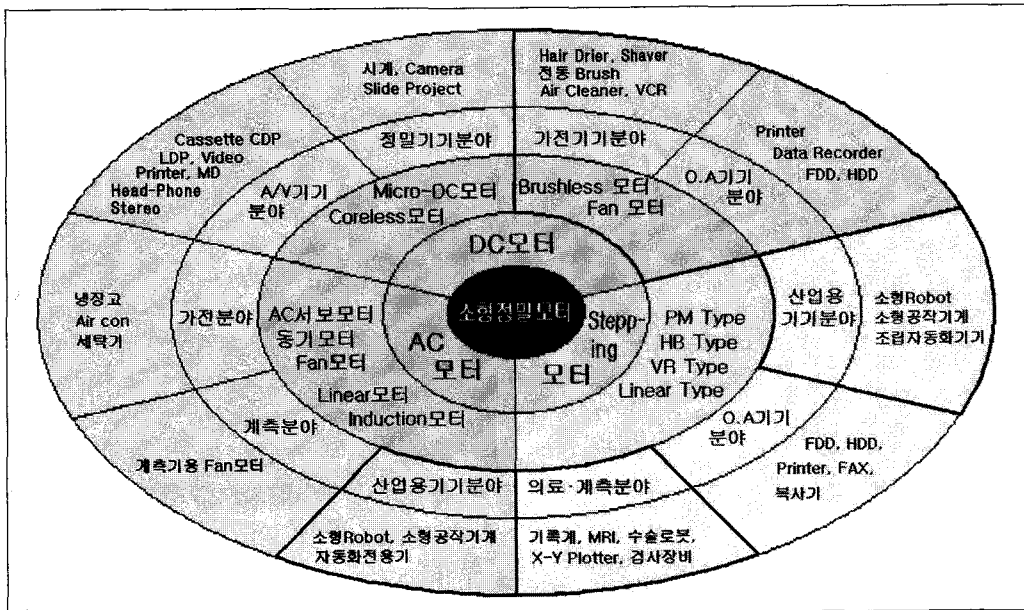 시계, Camera
Slide Project
Hair Drier, Shaver
전동 Brush
Air Cleaner, VCR
Cassette CDP
LDP, Video
Printer, MD
Head-Phone
Stereo
정밀기기분야
가전기기분야
Printer
Data Recorder
FDD, HDD
A/V기기
분야
Micro-DC모터
Coreless모터
Brushless 모터
Fan 모터
O.A기기
분야
DC모터
소형정밀모터
냉장고
Air con
세탁기
가전분야
AC서보모터
동기모터
Fan모터
Linear모터
Induction모터
AC
모터
Stepp-
ing
모터
PM Type
HB Type
VR Type
Linear Type
산업용
기기분야
소형Robot
소형공작기계
조립자동화기기
계측분야
계측기용 Fan모터
O.A기기
분야
FDD, HDD,
Printer, FAX,
복사기
산업용기기분야
의료·계측분야
소형Robot, 소형공작기계
자동화전용기
기록계, MRI, 수술로봇,
X-Y Plotter, 검사장비